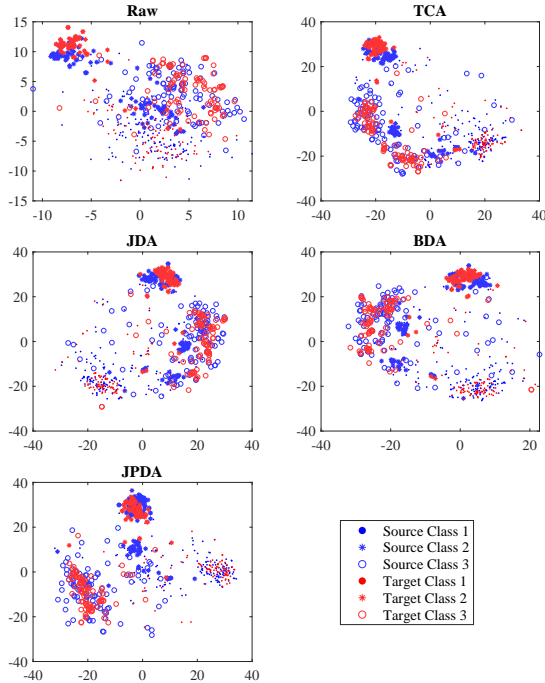 Raw
15
10
5
0
-5
-10
-15
-10 -5 0 5 10
TCA
40
20
0
-20
-40
-40 -20 0 20 40
JDA
40
20
0
-20
-40
-40 -20 0 20 40
BDA
40
20
0
-20
-40
-40 -20 0 20
JPDA
40
20
0
-20
-40
-40 -20 0 20 40
Source Class 1
Source Class 2
Source Class 3
Target Class 1
Target Class 2
Target Class 3